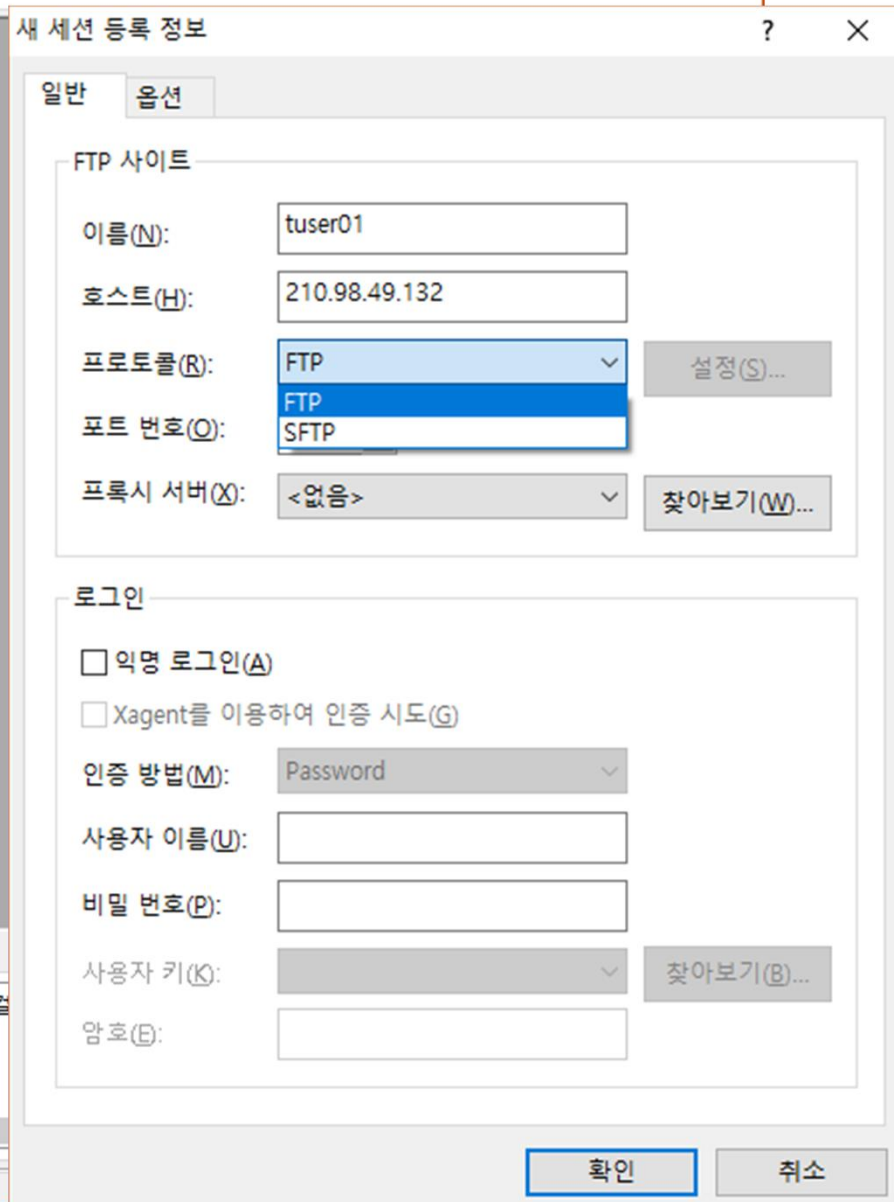 새 세션 등록 정보 ?
일반 옵션
FTP 사이트
이름(N): tuser01
호스트(H): 210.98.49.132
프로토콜(R): FTP 설정(S)...
FTP
포트 번호(O): SFTP
프록시 서버(X): <없음> 찾아보기(W)...
로그인
익명 로그인(A)
Xagent를 이용하여 인증 시도(G)
인증 방법(M): Password
사용자 이름(U):
비밀 번호(P):
사용자 키(K): 찾아보기(B)...
암호(E):
확인 취소